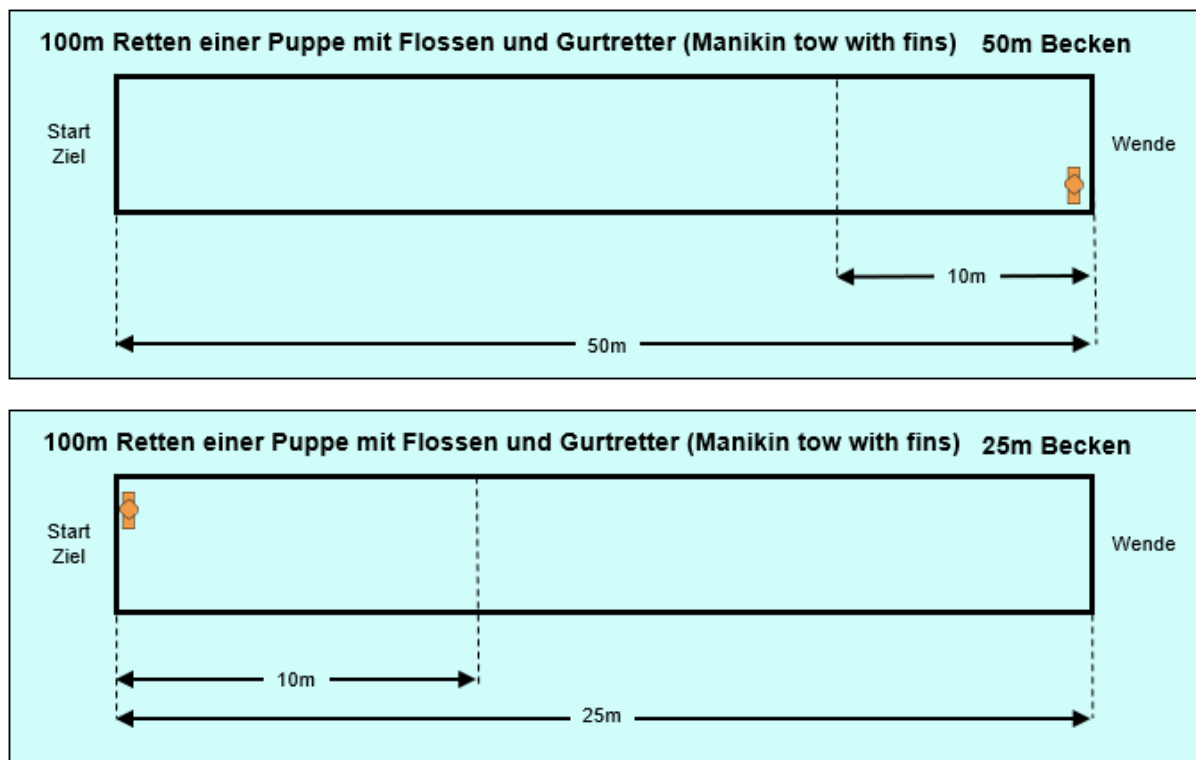 100m Retten einer Puppe mit Flossen und Gurtretter (Manikin tow with fins) 50m Becken
Start
Ziel
Wende
10m
50m
100m Retten einer Puppe mit Flossen und Gurtretter (Manikin tow with fins) 25m Becken
Start
Ziel
Wende
10m
25m